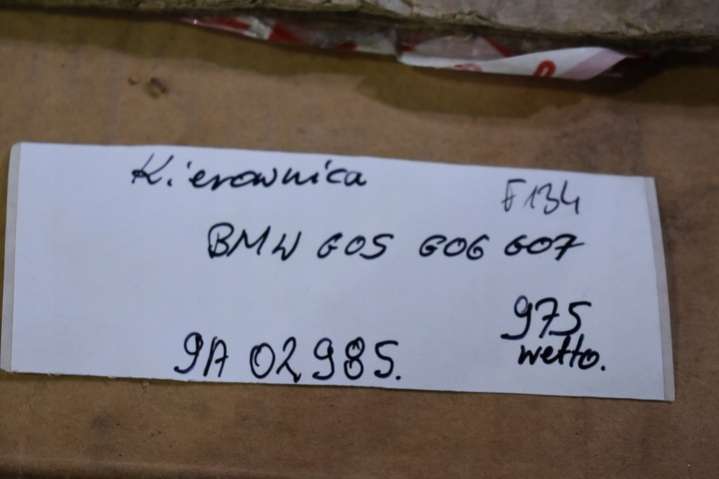 Kierownica
F134
BMW G05 G06 G07
975
netto.
9A 02985.